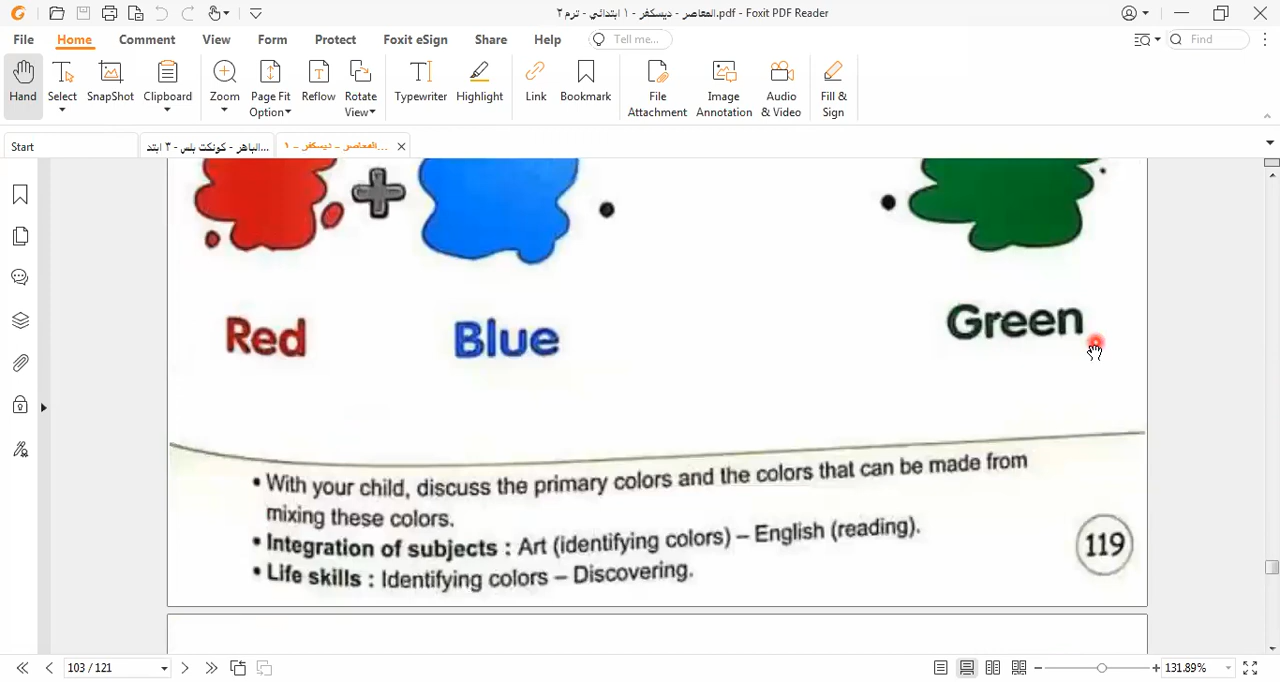 المعاصر - ديسكفر - ١ ابتدائي - ترم٢.pdf - Foxit PDF Reader
File Home Comment View Form Protect Foxit eSign Share Help Tell me... Find
Hand Select SnapShot Clipboard Zoom Page Fit Option Reflow Rotate View Typewriter Highlight Link Bookmark File Attachment Image Annotation Audio & Video Fill & Sign
Start الباهر - كونكت بلس - ٣ ابتد... المعاصر - ديسكفر - ١...
Red Blue Green
• With your child, discuss the primary colors and the colors that can be made from
mixing these colors.
• Integration of subjects : Art (identifying colors) – English (reading).
• Life skills : Identifying colors – Discovering.
119
103 / 121 131.89%